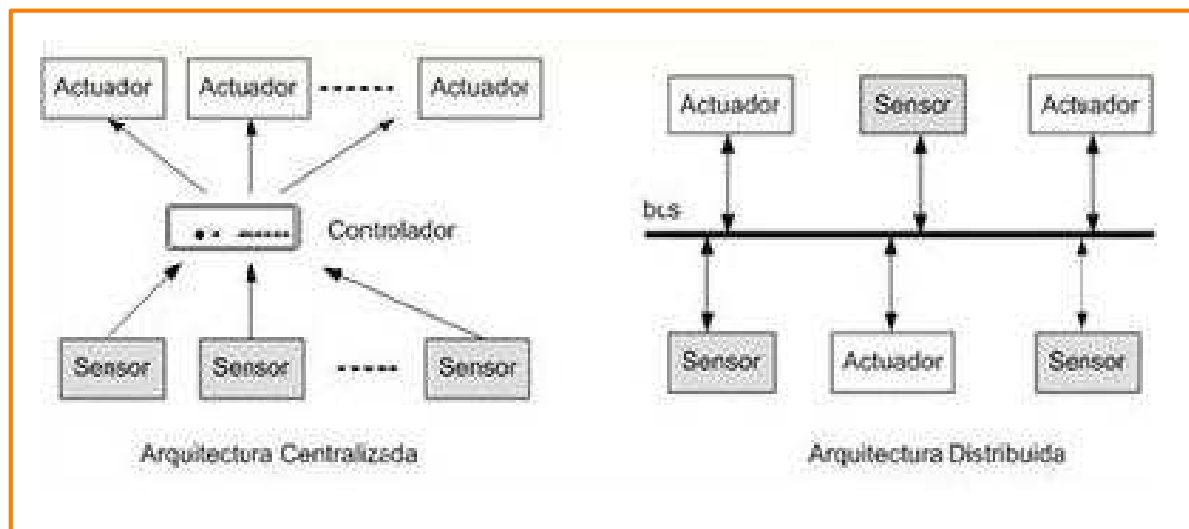 Actuador Actuador Actuador
Controlador
Sensor Sensor Sensor
Arquitectura Centralizada
Actuador Sensor Actuador
bus
Sensor Actuador Sensor
Arquitectura Distribuida